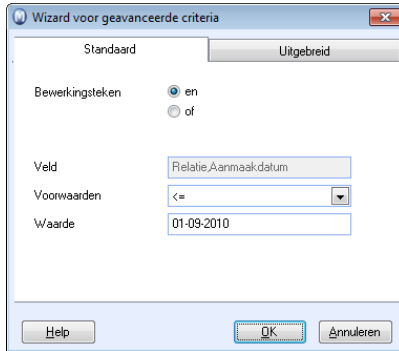 Wizard voor geavanceerde criteria
Standaard Uitgebreid
Bewerkingsteken en
of
Veld Relatie,Aanmaakdatum
Voorwaarden <=
Waarde 01-09-2010
Help OK Annuleren